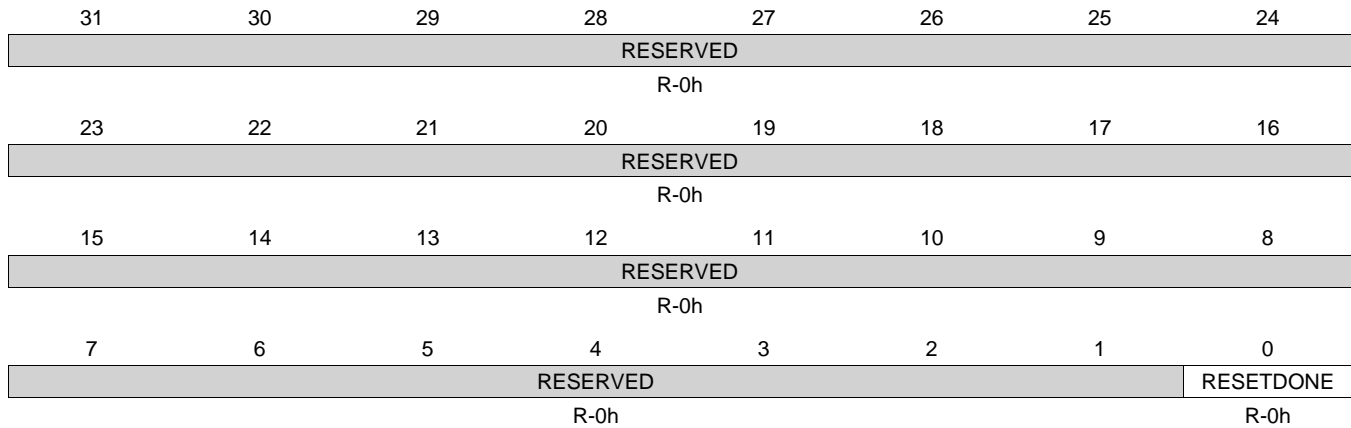 31 30 29 28 27 26 25 24
RESERVED
R-0h
23 22 21 20 19 18 17 16
RESERVED
R-0h
15 14 13 12 11 10 9 8
RESERVED
R-0h
7 6 5 4 3 2 1 0
RESERVED RESETDONE
R-0h R-0h